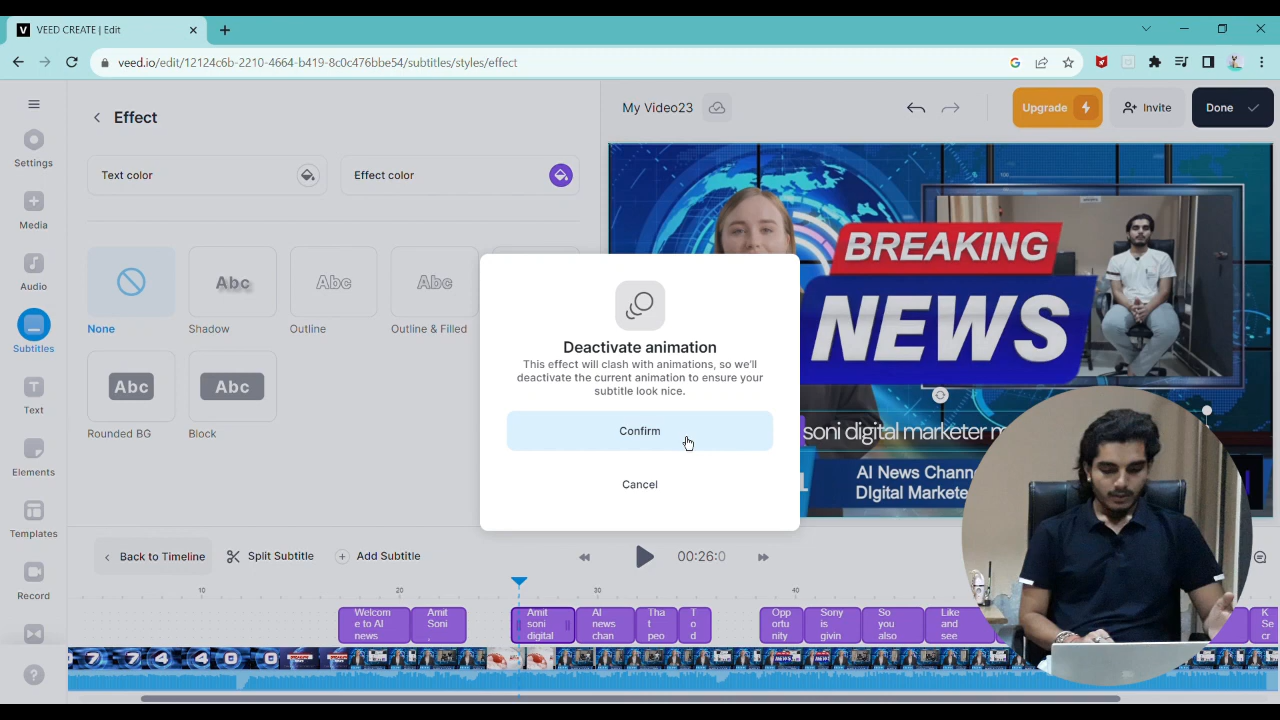 VEED CREATE | Edit
veed.io/edit/12124c6b-2210-4664-b419-8c0c476bbe54/subtitles/styles/effect
Effect
My Video23
Upgrade
Invite
Done
Settings
Media
Audio
Subtitles
Text
Elements
Templates
Record
Text color
Effect color
None
Abc
Shadow
Abc
Outline
Abc
Outline & Filled
Abc
Rounded BG
Abc
Block
BREAKING
NEWS
soni digital marketer
AI News Chann
DIgital Markete
Deactivate animation
This effect will clash with animations, so we'll
deactivate the current animation to ensure your
subtitle look nice.
Confirm
Cancel
Back to Timeline
Split Subtitle
Add Subtitle
00:26:0
10
20
30
40
Welcom
e to AI
news
Amit
Soni
,
Amit
soni
digital
AI
news
chan
Tha
t
peo
T
o
d
Opp
ortu
nity
Sony
is
givin
So
you
also
Like
and
see
K
Se
cr